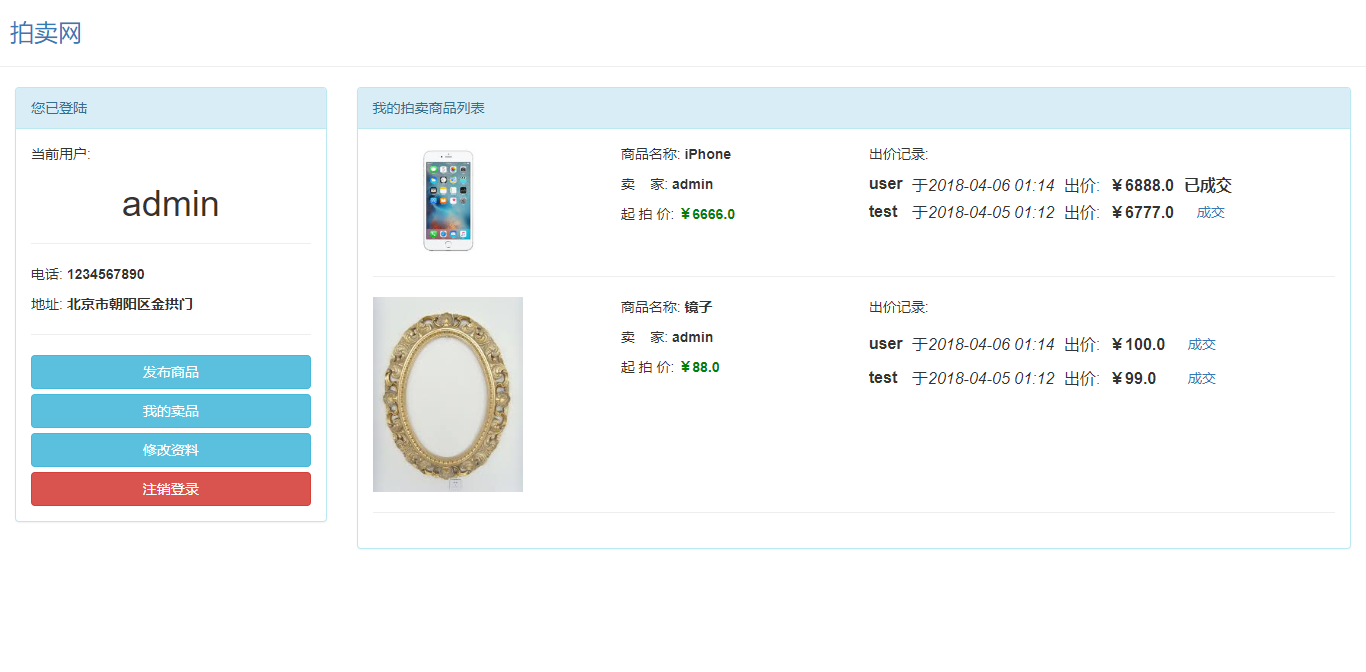 拍卖网
您已登陆
当前用户:
admin
电话: 1234567890
地址: 北京市朝阳区金拱门
发布商品
我的卖品
修改资料
注销登录
我的拍卖商品列表
商品名称: iPhone
卖 家: admin
起 拍 价: ￥6666.0
出价记录:
user 于2018-04-06 01:14 出价: ￥6888.0 已成交
test 于2018-04-05 01:12 出价: ￥6777.0 成交
商品名称: 镜子
卖 家: admin
起 拍 价: ￥88.0
出价记录:
user 于2018-04-06 01:14 出价: ￥100.0 成交
test 于2018-04-05 01:12 出价: ￥99.0 成交